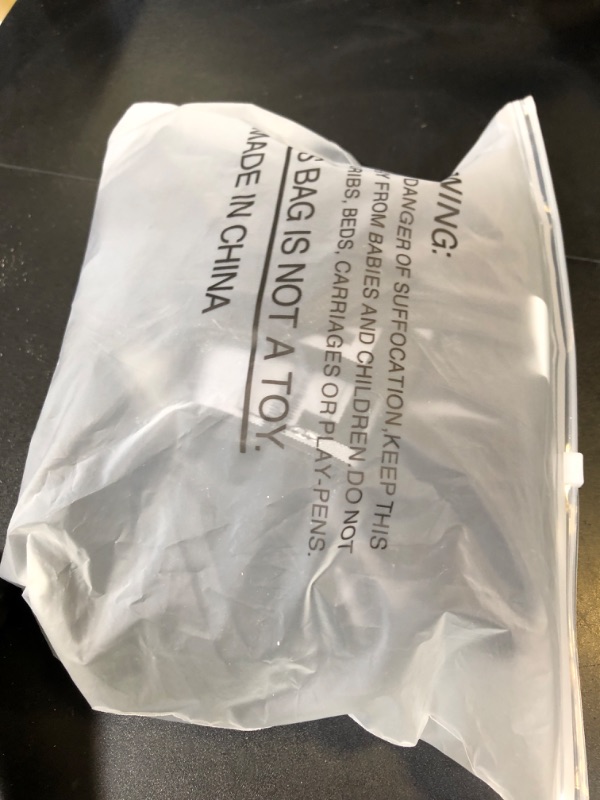 NING:
DANGER OF SUFFOCATION,KEEP THIS
Y FROM BABIES AND CHILDREN. DO NOT
RIBS, BEDS, CARRIAGES OR PLAY-PENS.
S BAG IS NOT A TOY.
MADE IN CHINA